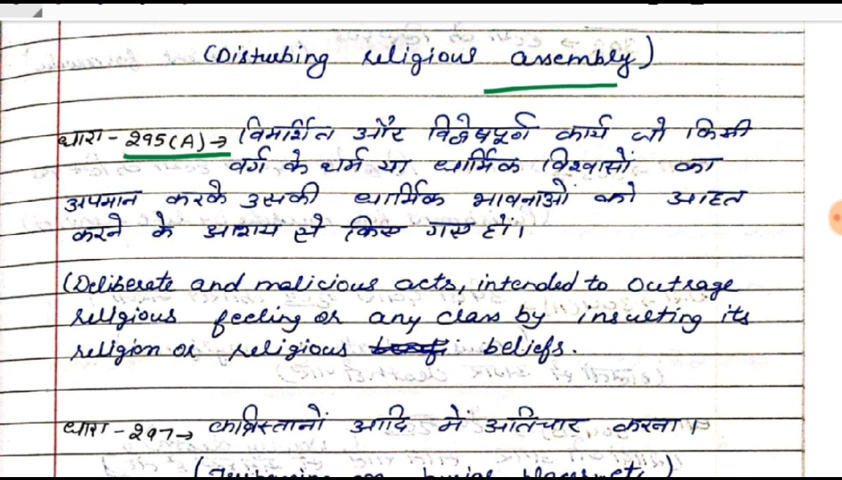 (Disturbing religious assembly)
धारा - 295(A)→ विमर्शित और विद्वेषपूर्ण कार्य जो किसी
वर्ग के धर्म या धार्मिक विश्वासों का
अपमान करके उसकी धार्मिक भावनाओं को आहत
करने के आशय से किए गए हों।
(Deliberate and malicious acts, intended to outrage
religious feeling or any class by insulting its
religion or religious beliefs.
धारा - 297→ कब्रिस्तानों आदि में अतिचार करना।